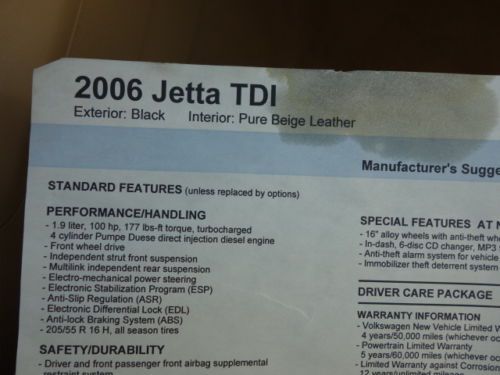 2006 Jetta TDI
Exterior: Black Interior: Pure Beige Leather
Manufacturer's
STANDARD FEATURES (unless replaced by options)
PERFORMANCE/HANDLING
- 1.9 liter, 100 hp, 177 lbs-ft torque, turbocharged
4 cylinder Pumpe Duese direct injection diesel engine
- Front wheel drive
- Independent strut front suspension
- Multilink independent rear suspension
- Electro-mechanical power steering
- Electronic Stabilization Program (ESP)
- Anti-Slip Regulation (ASR)
- Electronic Differential Lock (EDL)
- Anti-lock Braking System (ABS)
- 205/55 R 16 H, all season tires
SAFETY/DURABILITY
- Driver and front passenger front airbag supplemental
restraint system
SPECIAL FEATURES AT
- 16" alloy wheels with anti-theft
- In-dash, 6-disc CD changer, MP3
- Anti-theft alarm system for vehicle
- Immobilizer theft deterrent system
DRIVER CARE PACKAGE
WARRANTY INFORMATION
- Volkswagen New Vehicle Limited
4 years/50,000 miles (whichever
- Powertrain Limited Warranty
5 years/60,000 miles (whichever
- Limited Warranty against Corrosion
12 years/unlimited mileage